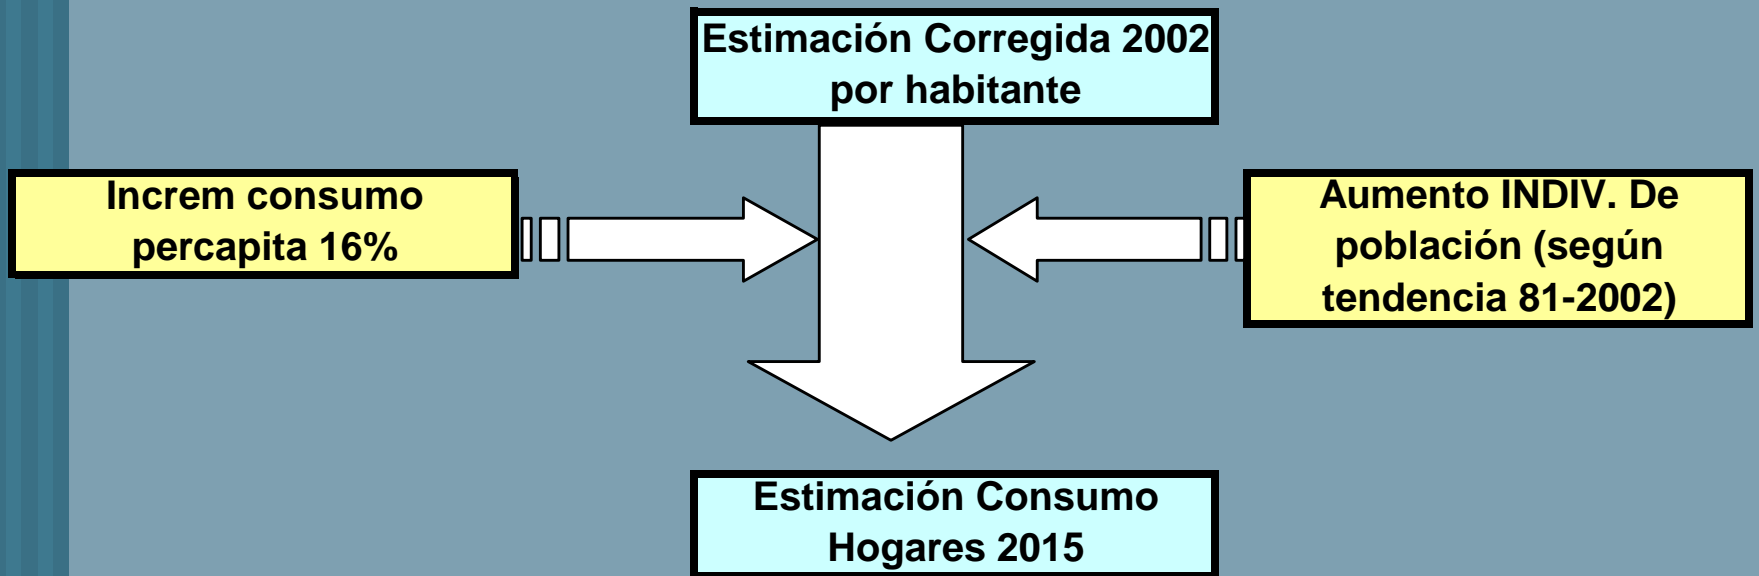 Estimación Corregida 2002
por habitante
Increm consumo
percapita 16%
Aumento INDIV. De
población (según
tendencia 81-2002)
Estimación Consumo
Hogares 2015